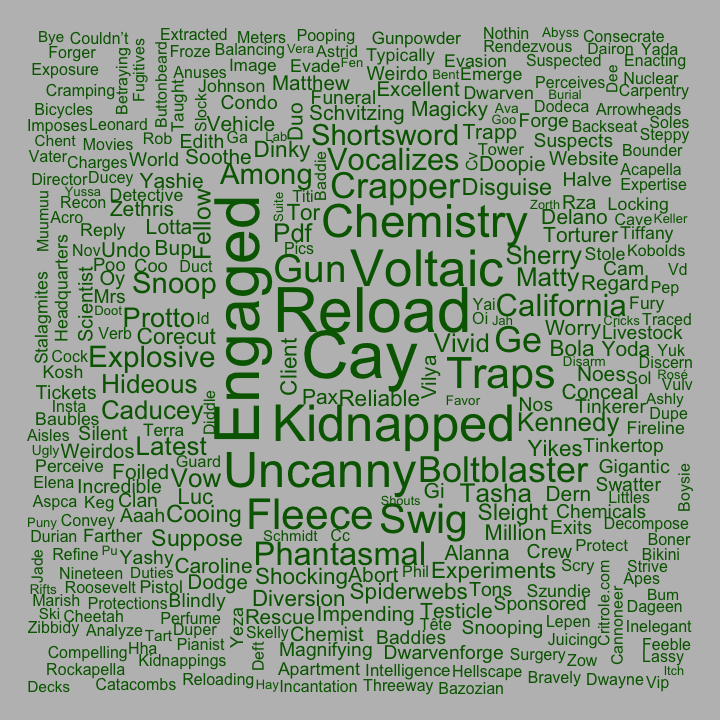 Bye Couldn't Extracted Meters Pooping Gunpowder Nothin Abyss Consecrate
Forger Froze Balancing Vera Astrid Typically Rendezvous Dairon Yada
Exposure Betraying Fugitives Buttonbeard Anuses Image Evade Fen Evasion Suspected Dee Enacting
Cramping Taught Slock Johnson Matthew Weirdo Bent Emerge Perceives Nuclear
Bicycles Condo Duo Funeral Excellent Dwarven Burial Carpentry
Imposes Leonard Vehicle Schvitzing Magicky Ava Dodeca Arrowheads
Chent Movies Rob Edith Ga Lab Shortsword Trapp Goo Forge Backseat Soles
Vater Charges World Soothe Dinky Vocalizes Cv Tower Suspects Steppy
Director Ducey Yashie Among Baddie Crapper Doopie Website Bounder
Yussa Detective Titi Disguise Halve Acapella
Muumuu Recon Zethris Fellow Suite Tor Chemistry Zorth Rza Locking Expertise
Acro Reply Lotta Pdf Delano Cave Keller
Headquarters Nov Undo Bup Pics Torturer Tiffany
Stalagmites Scientist Poo Coo Duct Engaged Gun Voltaic Sherry Stole Kobolds
Oy Snoop Matty Cam Vd
Mrs Regard Pep
Doot Protto Id Reload Yai California Fury
Verb Corecut Oi Jah Worry Cricks Traced
Cock Explosive Client Cay Vivid Ge Livestock
Kosh Vilya Bola Yoda Yuk
Hideous Traps Disarm Noes Discern
Tickets Insta Diddle Pax Reliable Favor Conceal Sol Rosé Vulv
Baubles Caducey Nos Tinkerer Ashly
Aisles Silent Terra Kidnapped Kennedy Dupe
Ugly Weirdos Latest Yikes Tinkertop Fireline
Perceive Foiled Guard Uncanny Boltblaster Gigantic
Elena Incredible Vow Gi Tasha Dern Swatter Boysie
Aspca Keg Clan Luc Shouts Littles
Puny Convey Aaah Cooing Fleece Swig Sleight Chemicals
Durian Farther Suppose Schmidt Cc Million Exits Decompose
Jade Refine Pu Yashy Phantasmal Alanna Crew Protect Boner
Nineteen Duties Caroline Shocking Abort Phil Experiments Scry Bikini
Rifts Roosevelt Pistol Dodge Spiderwebs Tons Szundie Strive
Marish Protections Blindly Diversion Sponsored Apes
Ski Cheetah Perfume Yeza Rescue Impending Testicle Lepen Critrole.com Cannoneer Bum
Zibbidy Analyze Duper Skelly Chemist Tête Snooping Juicing Dageen
Tart Pianist Baddies Inelegant
Compelling Hha Deft Magnifying Dwarvenforge Surgery Feeble
Rockapella Kidnappings Apartment Intelligence Hellscape Zow Lassy
Decks Catacombs Reloading Hay Incantation Threeway Bazozian Bravely Dwayne Vip Itch